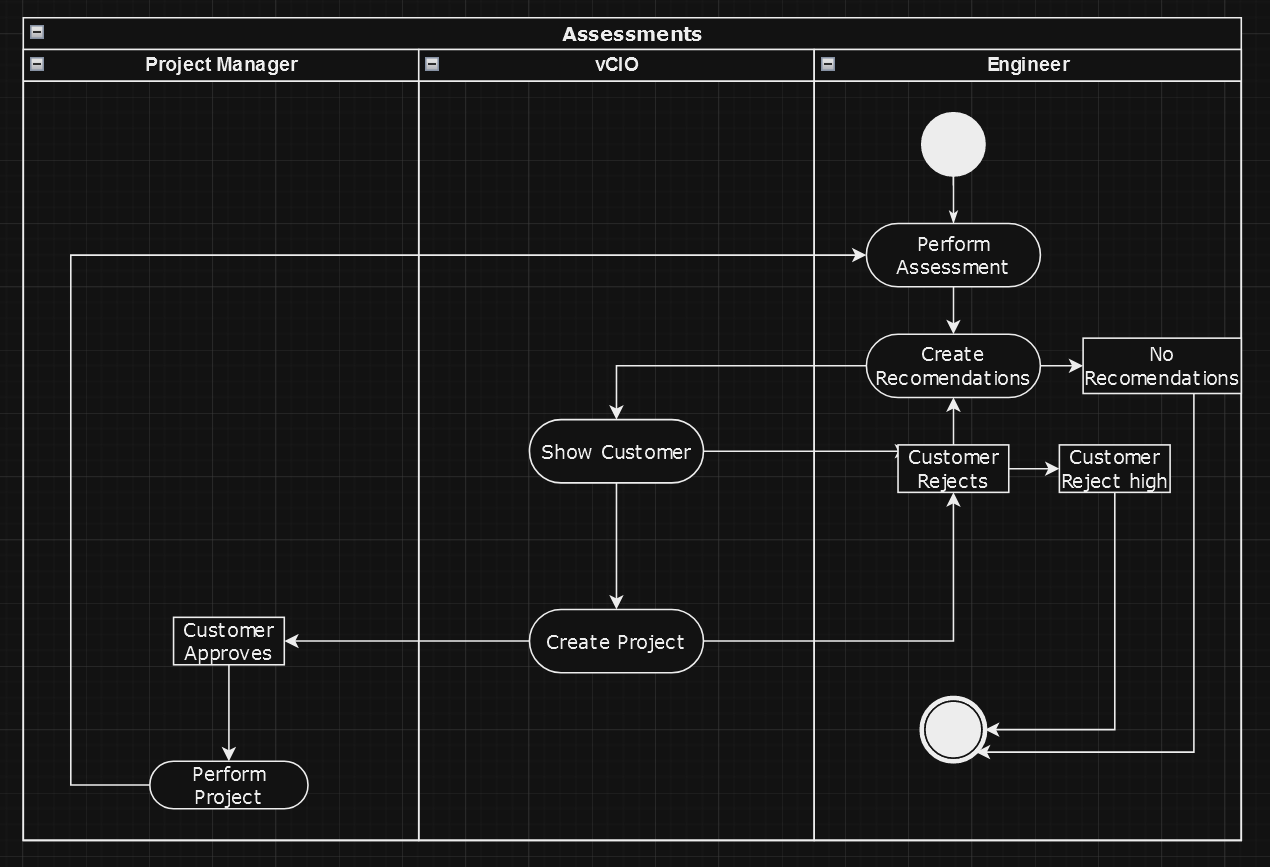 Assessments
Project Manager
vCIO
Engineer
Perform
Assessment
Create
Recomendations
No
Recomendations
Show Customer
Customer
Rejects
Customer
Reject high
Customer
Approves
Create Project
Perform
Project